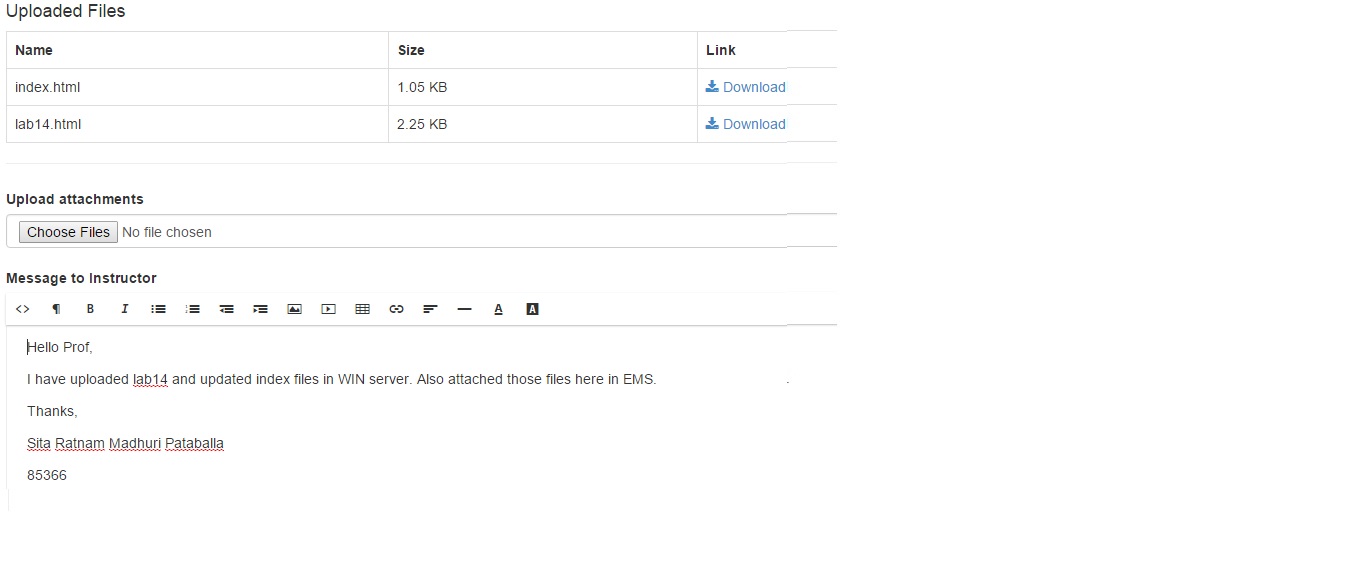 Uploaded Files
Name Size Link
index.html 1.05 KB Download
lab14.html 2.25 KB Download
Upload attachments
Choose Files No file chosen
Message to Instructor
Hello Prof,
I have uploaded lab14 and updated index files in WIN server. Also attached those files here in EMS.
Thanks,
Sita Ratnam Madhuri Pataballa
85366